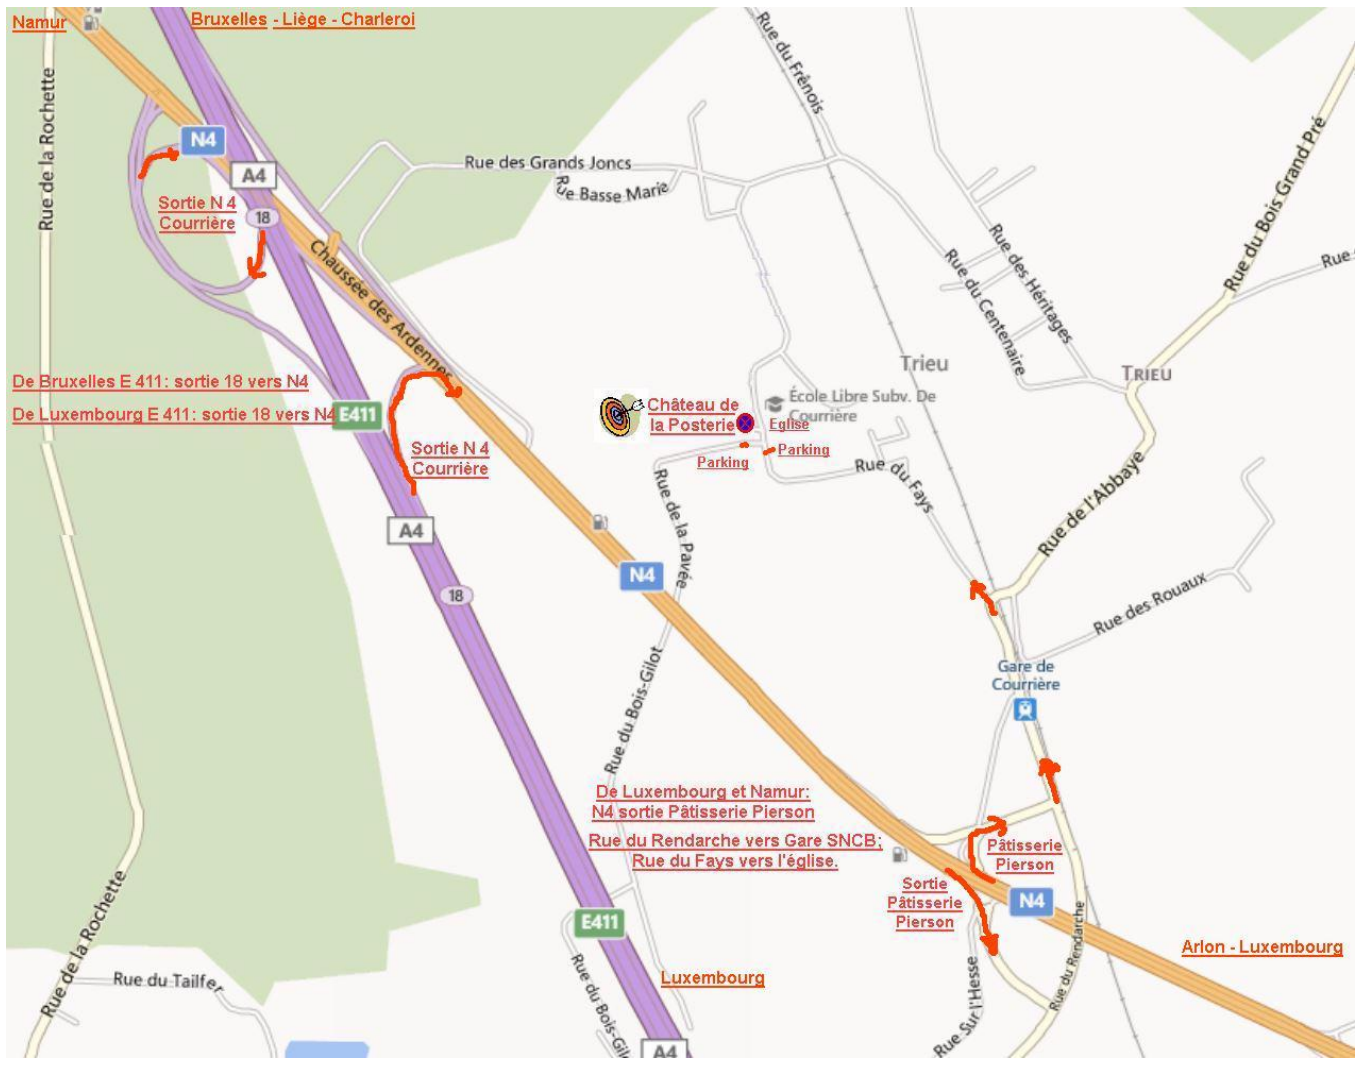 Namur
Bruxelles - Liège - Charleroi
Rue du Frênois
Rue de la Rochette
N4
A4
Rue des Grands Joncs
Rue Basse Marie
Rue du Bois Grand Pré
Sortie N 4
Courrière
18
Chaussée des Ardennes
Rue des Héritages
Rue du Centenaire
Rue
Trieu
TRIEU
De Bruxelles E 411: sortie 18 vers N4
De Luxembourg E 411: sortie 18 vers N4
E411
Château de
la Posterie
École Libre Subv. De
Courrière
Eglise
Parking
Parking
Sortie N 4
Courrière
Rue du Fays
Rue de la Pavée
Rue de l'Abbaye
A4
N4
18
Rue des Rouaux
Gare de
Courrière
Rue du Bois-Gilot
De Luxembourg et Namur:
N4 sortie Pâtisserie Pierson
Rue du Rendarche vers Gare SNCB;
Rue du Fays vers l'église.
Pâtisserie
Pierson
Sortie
Pâtisserie
Pierson
N4
E411
Rue de la Rochette
Rue du Tailfer
Rue du Bois-Gilo
Luxembourg
Rue Sur l'Hesse
Rue du Rendarche
Arlon - Luxembourg
A4